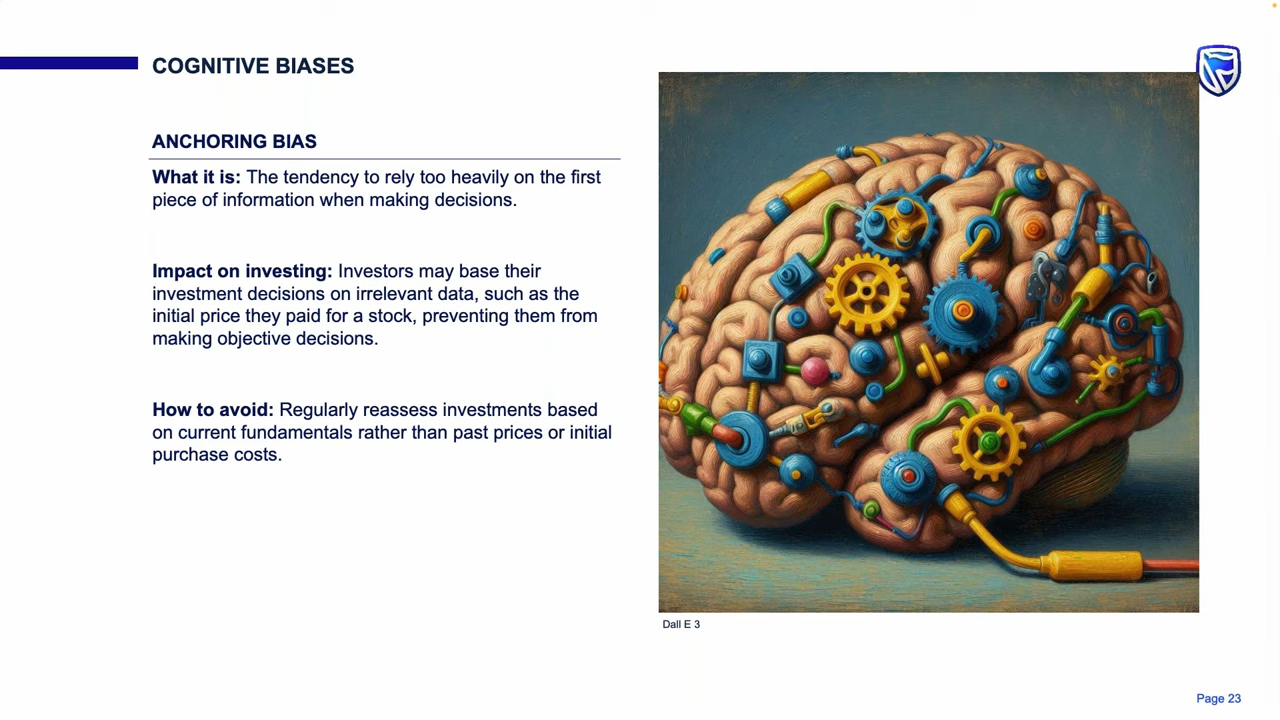 COGNITIVE BIASES
ANCHORING BIAS
What it is: The tendency to rely too heavily on the first
piece of information when making decisions.
Impact on investing: Investors may base their
investment decisions on irrelevant data, such as the
initial price they paid for a stock, preventing them from
making objective decisions.
How to avoid: Regularly reassess investments based
on current fundamentals rather than past prices or initial
purchase costs.
Dall E 3
Page 23